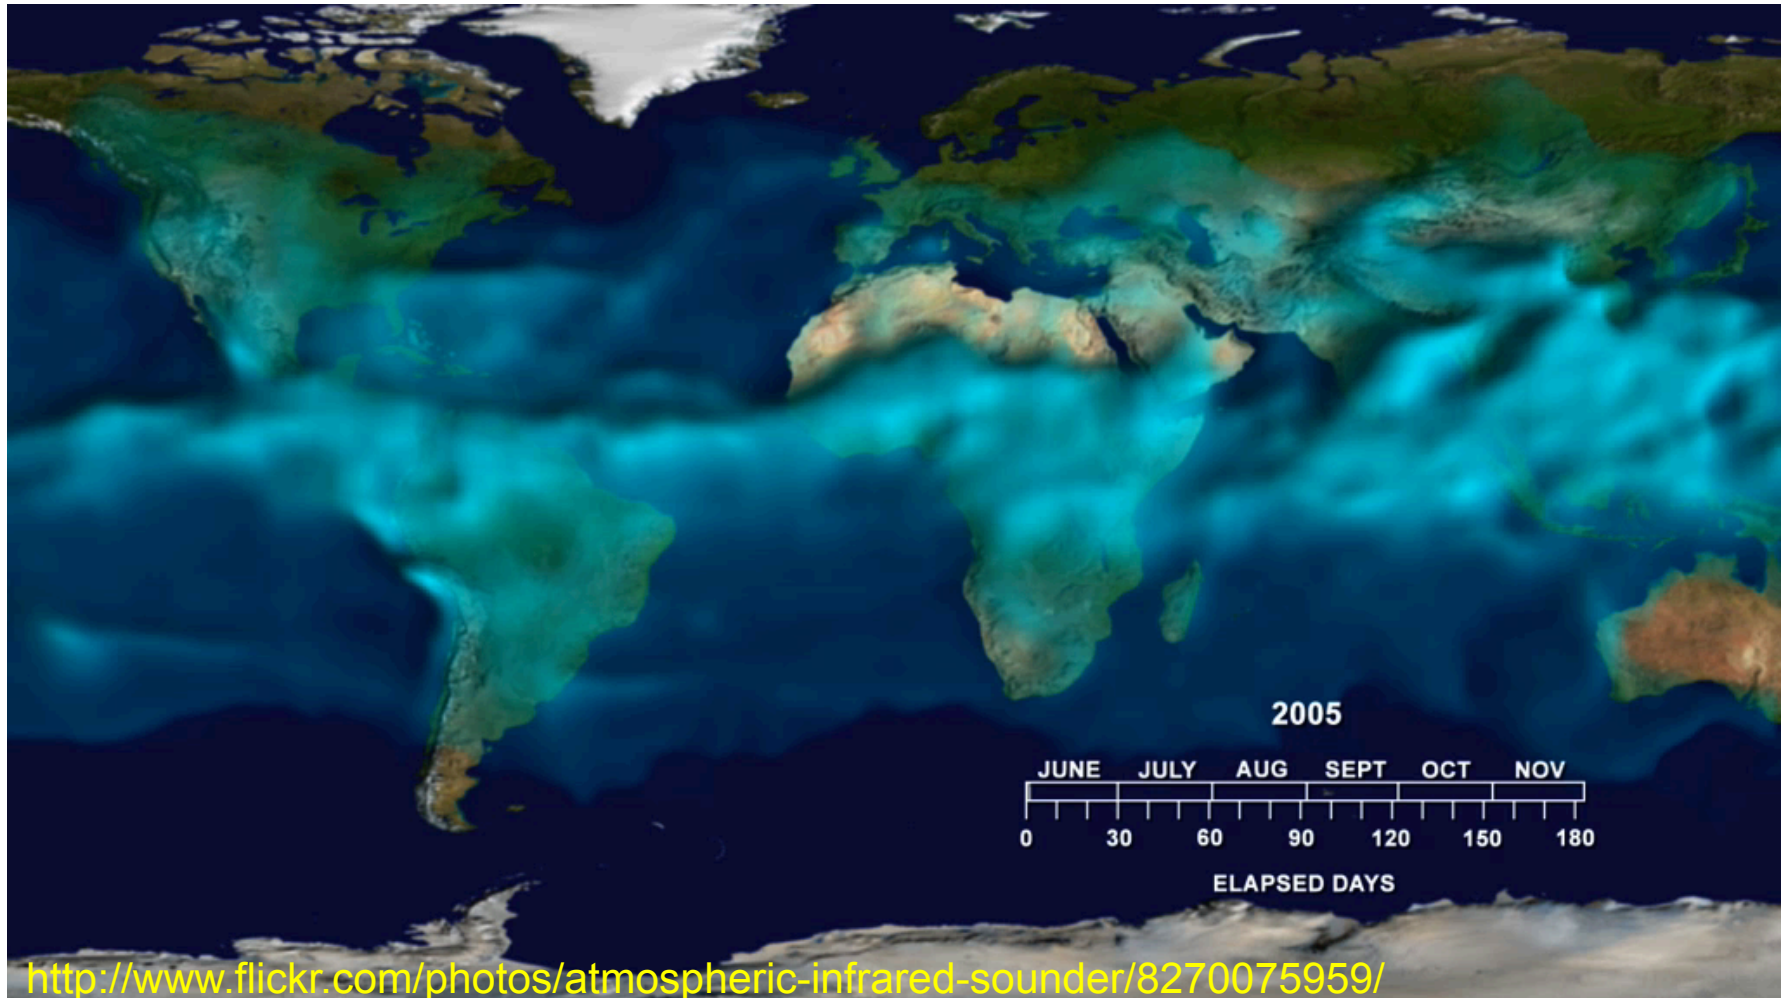 2005
JUNE JULY AUG SEPT OCT NOV
0 30 60 90 120 150 180
ELAPSED DAYS
http://www.flickr.com/photos/atmospheric-infrared-sounder/8270075959/